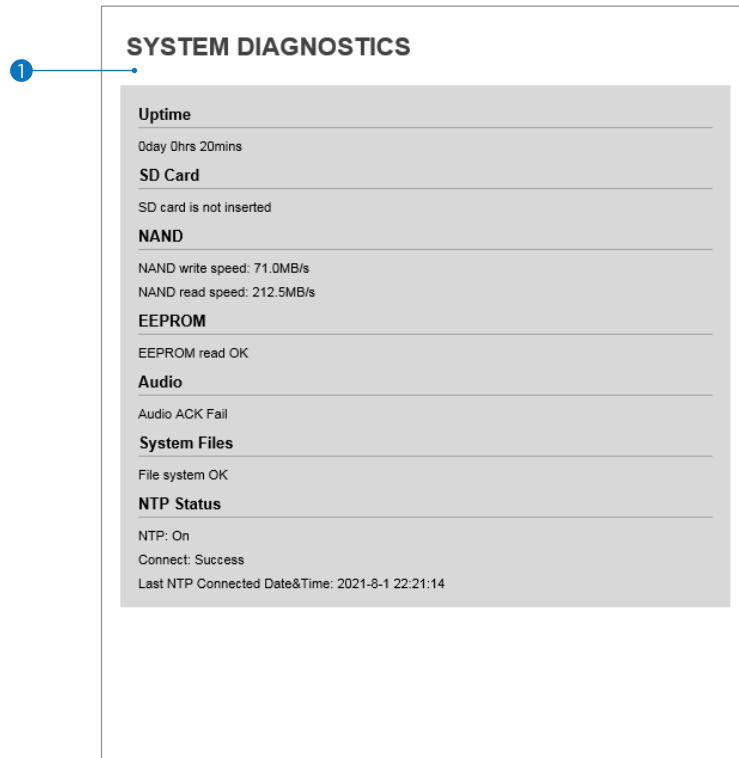 SYSTEM DIAGNOSTICS
1
Uptime
0day 0hrs 20mins
SD Card
SD card is not inserted
NAND
NAND write speed: 71.0MB/s
NAND read speed: 212.5MB/s
EEPROM
EEPROM read OK
Audio
Audio ACK Fail
System Files
File system OK
NTP Status
NTP: On
Connect: Success
Last NTP Connected Date&Time: 2021-8-1 22:21:14